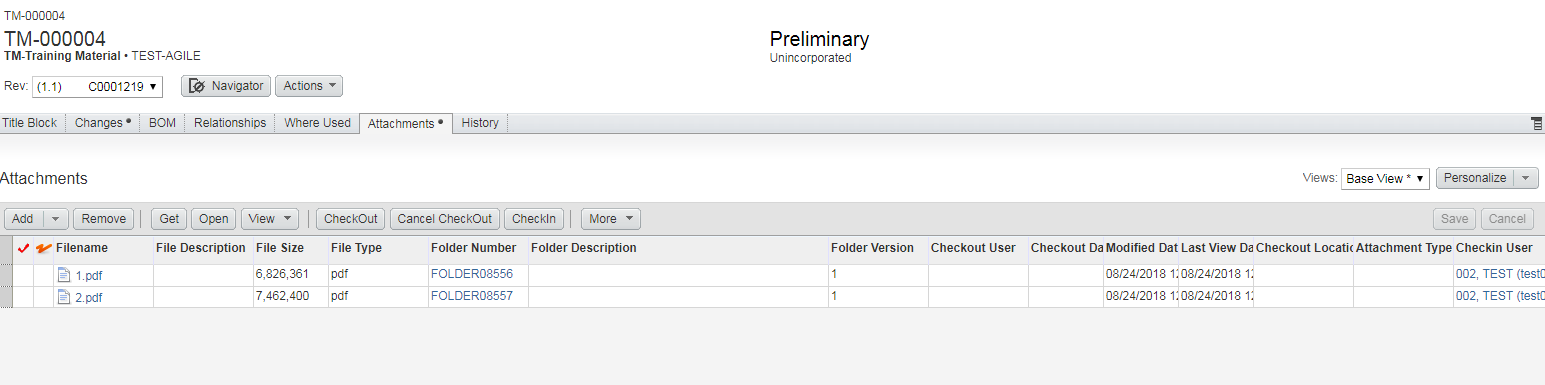 TM-000004
TM-000004
Preliminary
TM-Training Material • TEST-AGILE
Unincorporated
Rev: (1.1) C0001219 Navigator Actions
Title Block Changes BOM Relationships Where Used Attachments History
Attachments Views: Base View * Personalize
Add Remove Get Open View CheckOut Cancel CheckOut CheckIn More Save Cancel
Filename File Description File Size File Type Folder Number Folder Description Folder Version Checkout User Checkout Da Modified Dat Last View Da Checkout Locatio Attachment Type Checkin User
1.pdf 6,826,361 pdf FOLDER08556 1 08/24/2018 12 08/24/2018 12 002, TEST (test0
2.pdf 7,462,400 pdf FOLDER08557 1 08/24/2018 12 08/24/2018 12 002, TEST (test0